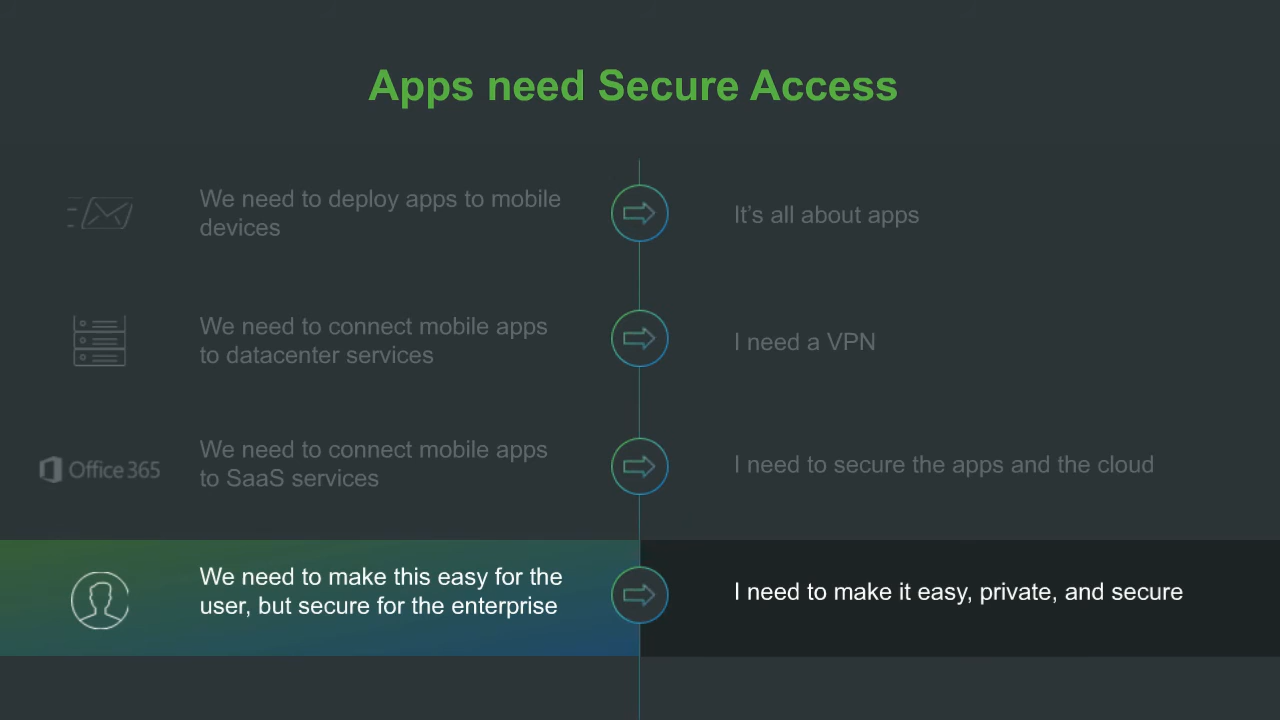 Apps need Secure Access
We need to deploy apps to mobile
devices
It’s all about apps
We need to connect mobile apps
to datacenter services
I need a VPN
Office 365
We need to connect mobile apps
to SaaS services
I need to secure the apps and the cloud
We need to make this easy for the
user, but secure for the enterprise
I need to make it easy, private, and secure